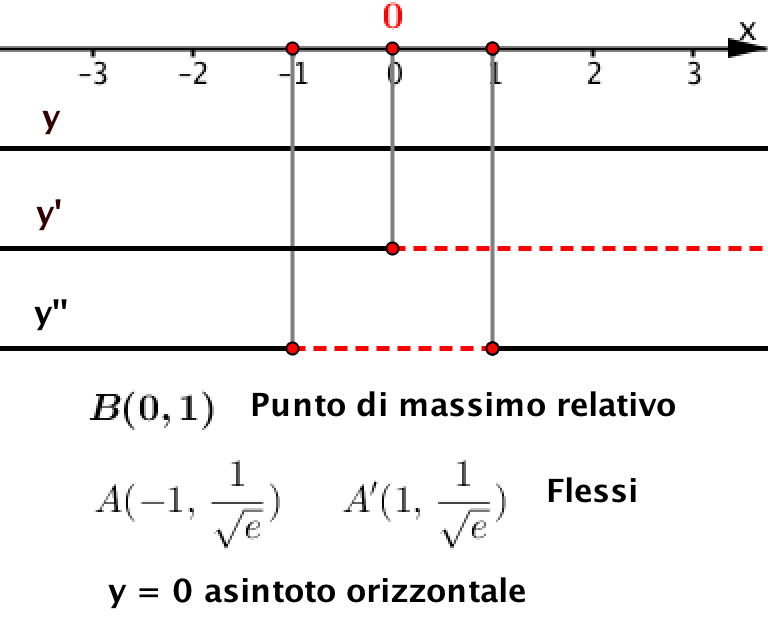 0
x
-3 -2 -1 0 1 2 3
y
y'
y"
B(0,1) Punto di massimo relativo
A(−1, 1/√e) A′(1, 1/√e) Flessi
y = 0 asintoto orizzontale